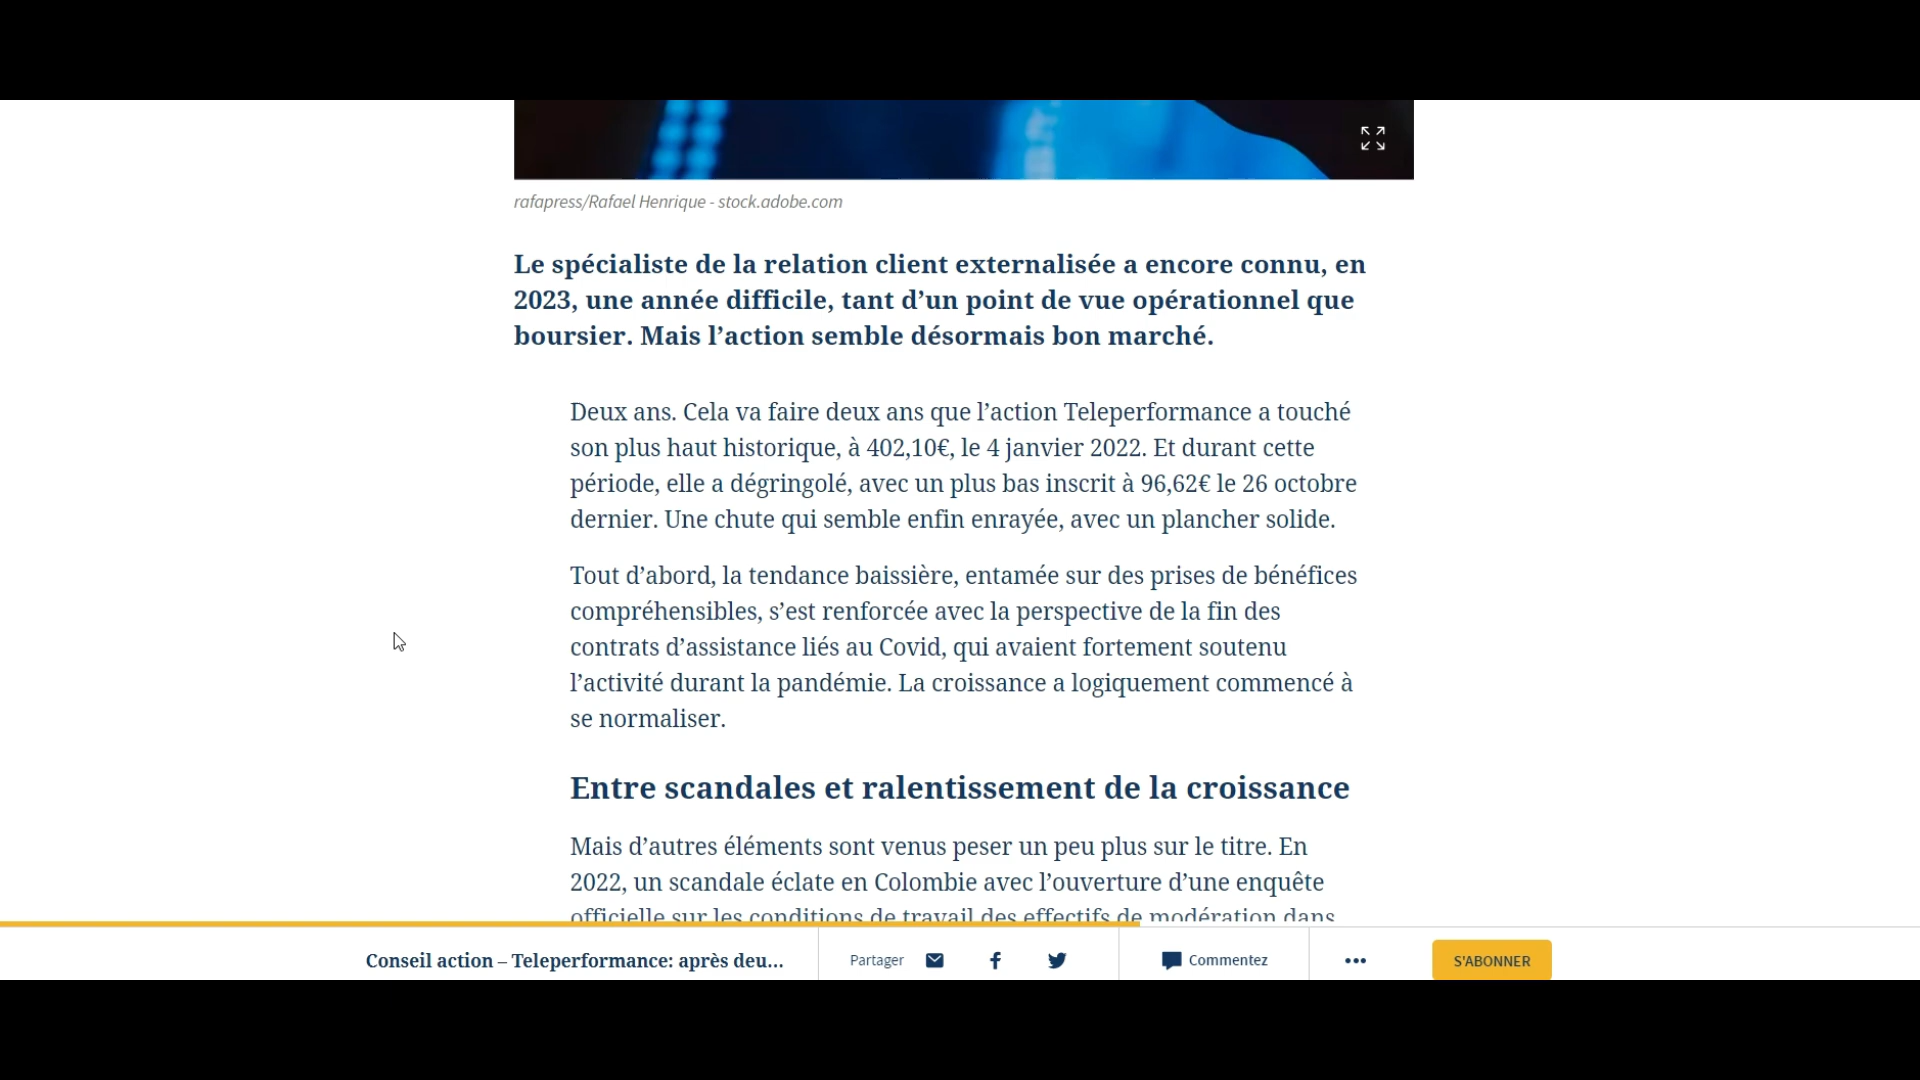 rafapress/Rafael Henrique - stock.adobe.com
Le spécialiste de la relation client externalisée a encore connu, en
2023, une année difficile, tant d’un point de vue opérationnel que
boursier. Mais l’action semble désormais bon marché.
Deux ans. Cela va faire deux ans que l’action Teleperformance a touché
son plus haut historique, à 402,10€, le 4 janvier 2022. Et durant cette
période, elle a dégringolé, avec un plus bas inscrit à 96,62€ le 26 octobre
dernier. Une chute qui semble enfin enrayée, avec un plancher solide.
Tout d’abord, la tendance baissière, entamée sur des prises de bénéfices
compréhensibles, s’est renforcée avec la perspective de la fin des
contrats d’assistance liés au Covid, qui avaient fortement soutenu
l’activité durant la pandémie. La croissance a logiquement commencé à
se normaliser.
Entre scandales et ralentissement de la croissance
Mais d’autres éléments sont venus peser un peu plus sur le titre. En
2022, un scandale éclate en Colombie avec l’ouverture d’une enquête
officielle sur les conditions de travail des effectifs de modération dans
Conseil action – Teleperformance: après deu...
Partager
Commentez
S'ABONNER